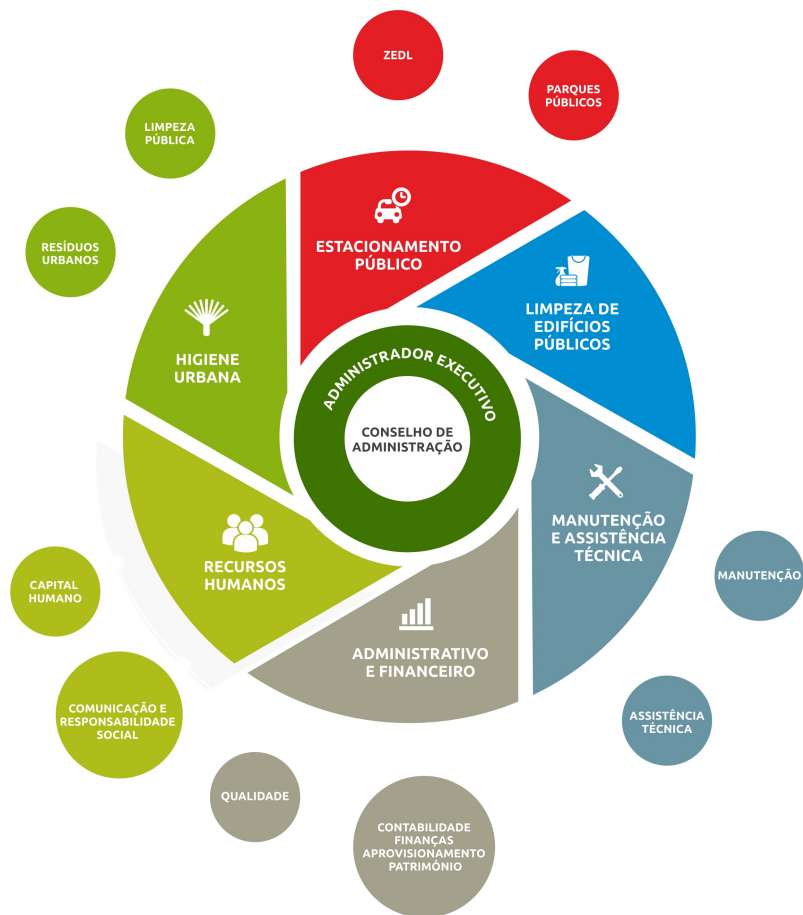 ZEDL
PARQUES
PÚBLICOS
LIMPEZA
PÚBLICA
RESÍDUOS
URBANOS
ESTACIONAMENTO
PÚBLICO
LIMPEZA DE
EDIFÍCIOS
PÚBLICOS
HIGIENE
URBANA
ADMINISTRADOR EXECUTIVO
CONSELHO DE
ADMINISTRAÇÃO
MANUTENÇÃO
E ASSISTÊNCIA
TÉCNICA
RECURSOS
HUMANOS
ADMINISTRATIVO
E FINANCEIRO
MANUTENÇÃO
CAPITAL
HUMANO
COMUNICAÇÃO E
RESPONSABILIDADE
SOCIAL
ASSISTÊNCIA
TÉCNICA
QUALIDADE
CONTABILIDADE
FINANÇAS
APROVISIONAMENTO
PATRIMÓNIO